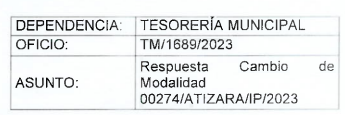 DEPENDENCIA: TESORERÍA MUNICIPAL
OFICIO: TM/1689/2023
ASUNTO: Respuesta Cambio de
Modalidad
00274/ATIZARA/IP/2023